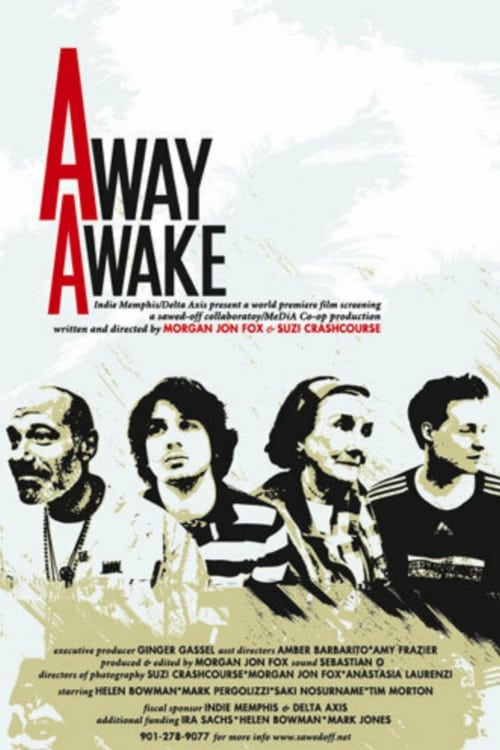 AWAY
AWAKE
Indie Memphis/Delta Axis present a world premiere film screening
a sawed-off collaboratoy/MeDiA Co-op production
written and directed by MORGAN JON FOX & SUZI CRASHCOURSE
executive producer GINGER GASSEL asst directors AMBER BARBARITO*AMY FRAZIER
produced & edited by MORGAN JON FOX sound SEBASTIAN O
directors of photography SUZI CRASHCOURSE*MORGAN JON FOX*ANASTASIA LAURENZI
starring HELEN BOWMAN*MARK PERGOLIZZI*SAKI NOSURNAME*TIM MORTON
fiscal sponsor INDIE MEMPHIS & DELTA AXIS
additional funding IRA SACHS*HELEN BOWMAN*MARK JONES
901-278-9077 for more info www.sawedoff.net